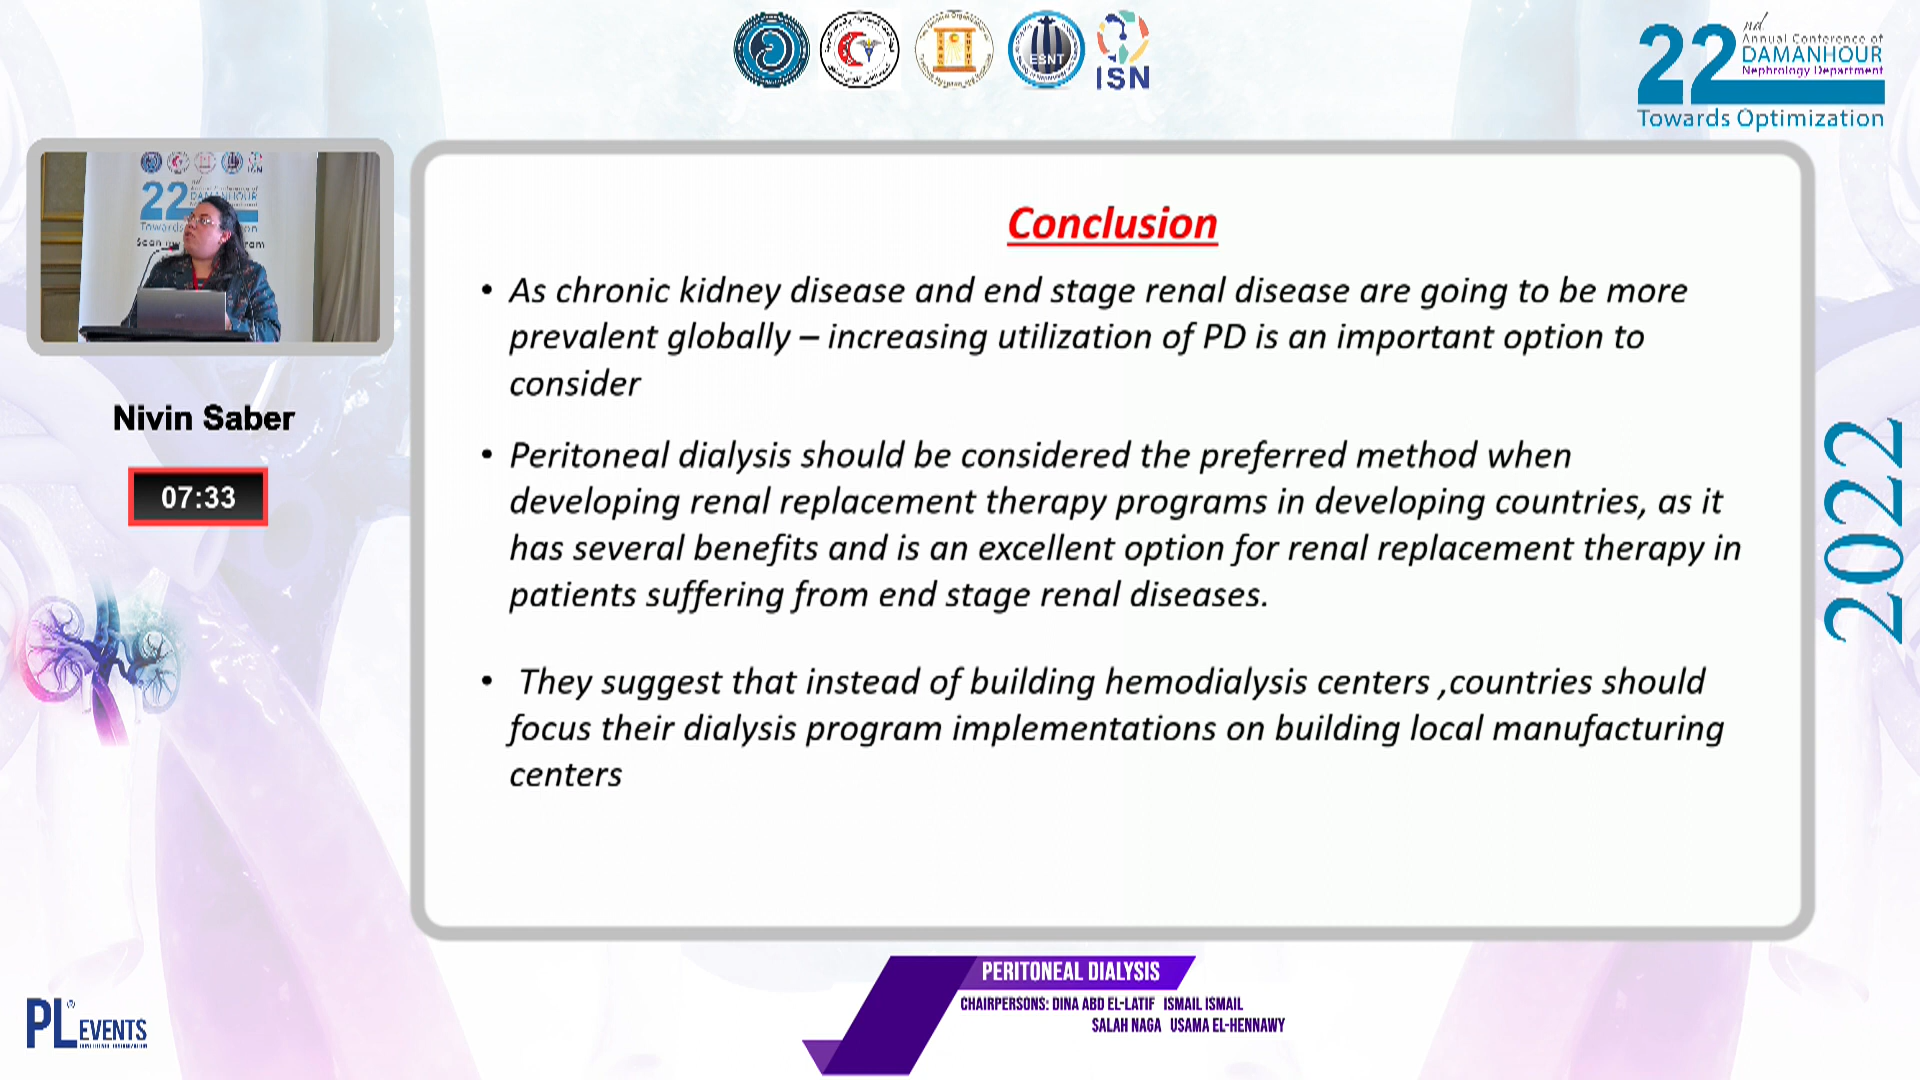 ESNT
ISN
22
nd
Annual Conference of
DAMANHOUR
Nephrology Department
Towards Optimization
ISN
22
nd
DAMANHOUR
Nivin Saber
07:33
Conclusion
• As chronic kidney disease and end stage renal disease are going to be more
prevalent globally – increasing utilization of PD is an important option to
consider
• Peritoneal dialysis should be considered the preferred method when
developing renal replacement therapy programs in developing countries, as it
has several benefits and is an excellent option for renal replacement therapy in
patients suffering from end stage renal diseases.
• They suggest that instead of building hemodialysis centers ,countries should
focus their dialysis program implementations on building local manufacturing
centers
2022
PERITONEAL DIALYSIS
CHAIRPERSONS: DINA ABD EL-LATIF ISMAIL ISMAIL
SALAH NAGA USAMA EL-HENNAWY
PL®
EVENTS